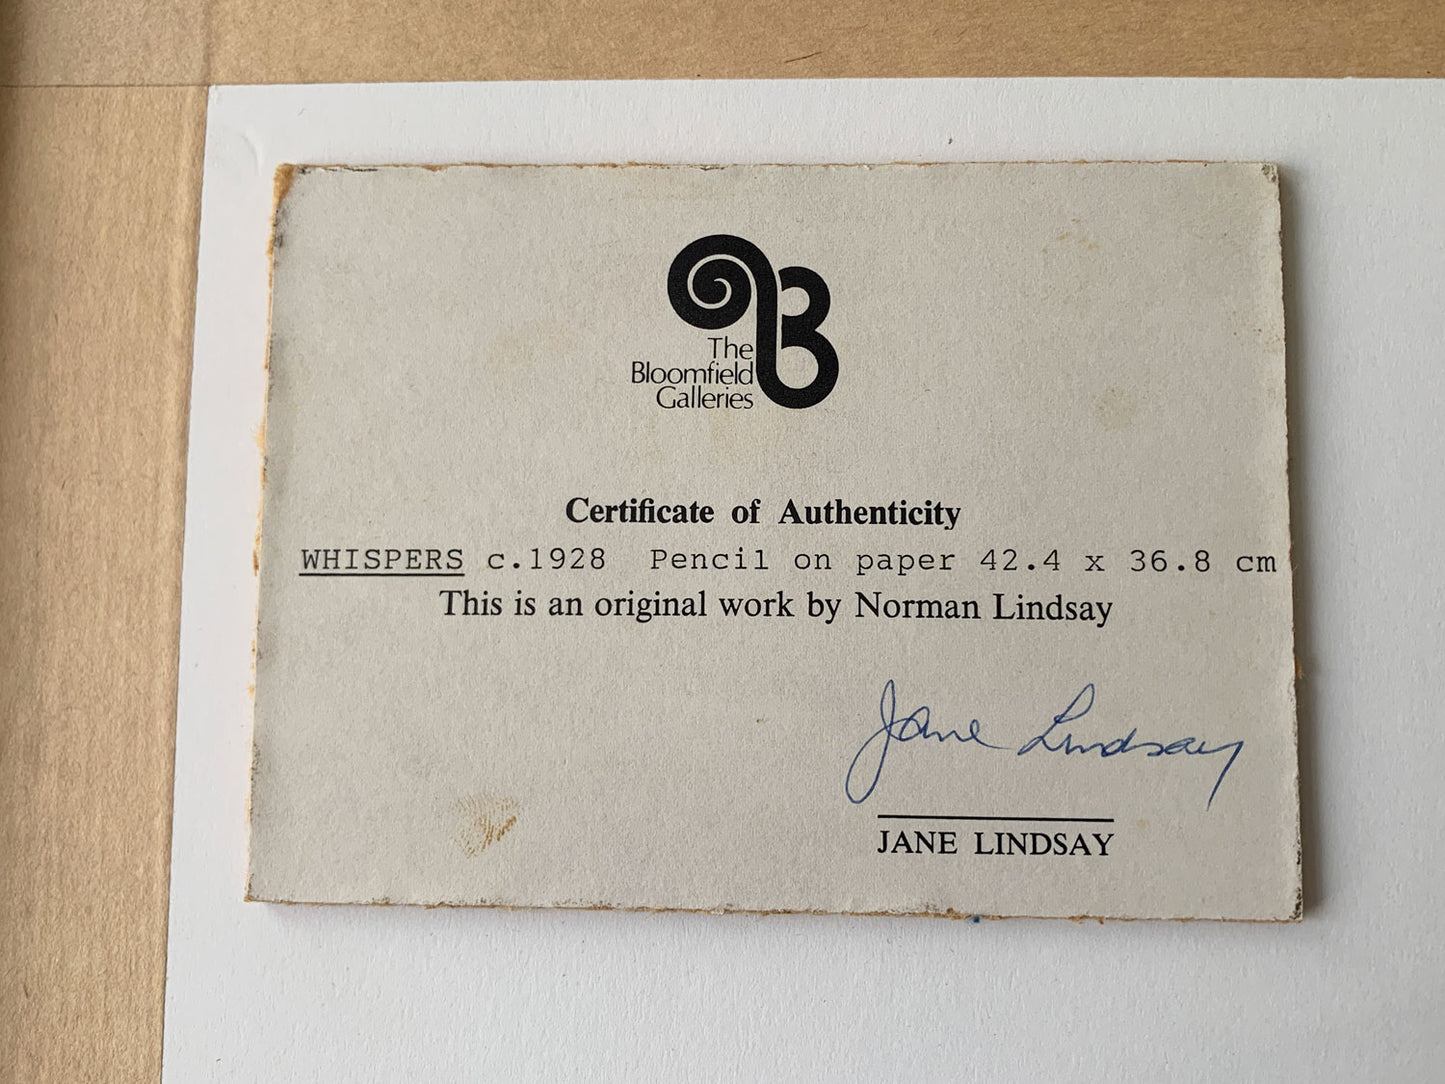 The
Bloomfield
Galleries
Certificate of Authenticity
WHISPERS c.1928 Pencil on paper 42.4 x 36.8 cm
This is an original work by Norman Lindsay
Jane Lindsay
JANE LINDSAY